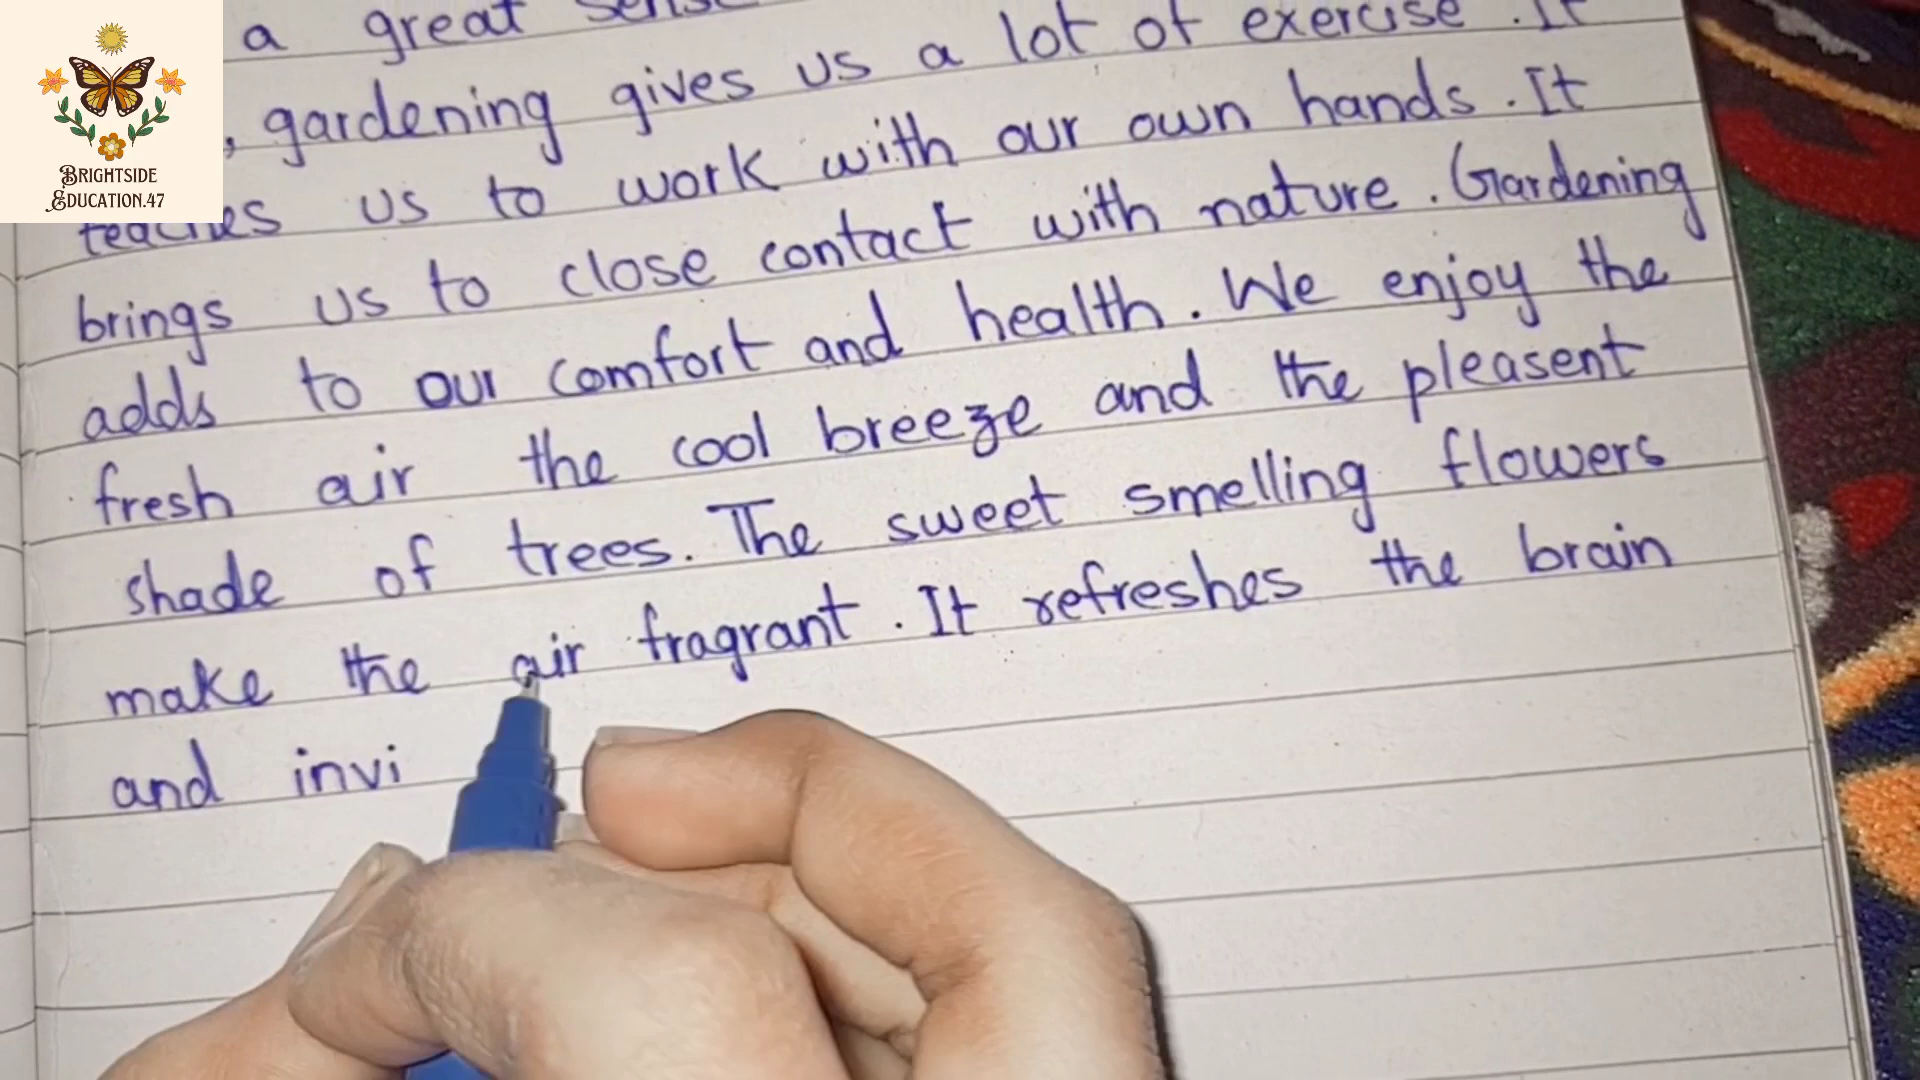 BRIGHTSIDE
EDUCATION.47
a great sense
, gardening gives us a lot of exercise . It
teaches us to work with our own hands . It
brings us to close contact with nature . Gardening
adds to our comfort and health . We enjoy the
fresh air the cool breeze and the pleasent
shade of trees . The sweet smelling flowers
make the air fragrant . It refreshes the brain
and invi